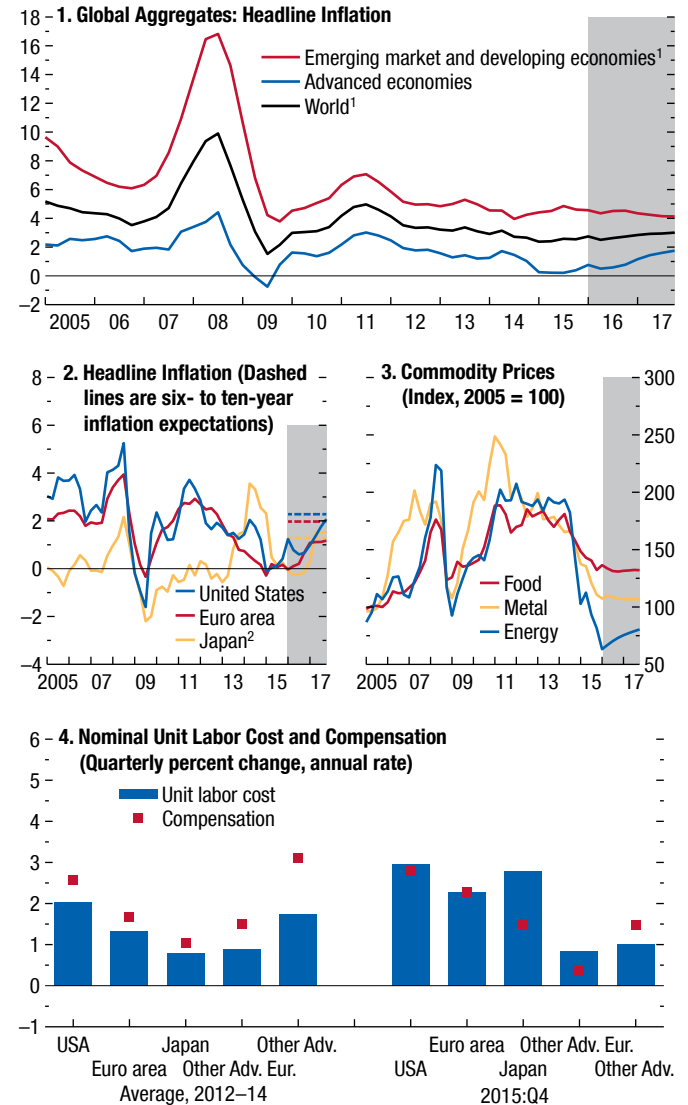 1. Global Aggregates: Headline Inflation
18
16
14
12
10
8
6
4
2
0
–2
Emerging market and developing economies¹
Advanced economies
World¹
2005 06 07 08 09 10 11 12 13 14 15 16 17
2. Headline Inflation (Dashed
lines are six- to ten-year
inflation expectations)
8
6
4
2
0
–2
–4
United States
Euro area
Japan²
2005 07 09 11 13 15 17
3. Commodity Prices
(Index, 2005 = 100)
300
250
200
150
100
50
Food
Metal
Energy
2005 07 09 11 13 15 17
4. Nominal Unit Labor Cost and Compensation
(Quarterly percent change, annual rate)
6
5
4
3
2
1
0
–1
Unit labor cost
Compensation
USA Japan Other Adv. Euro area Other Adv. Eur.
Euro area Other Adv. Eur. USA Japan Other Adv.
Average, 2012–14 2015:Q4